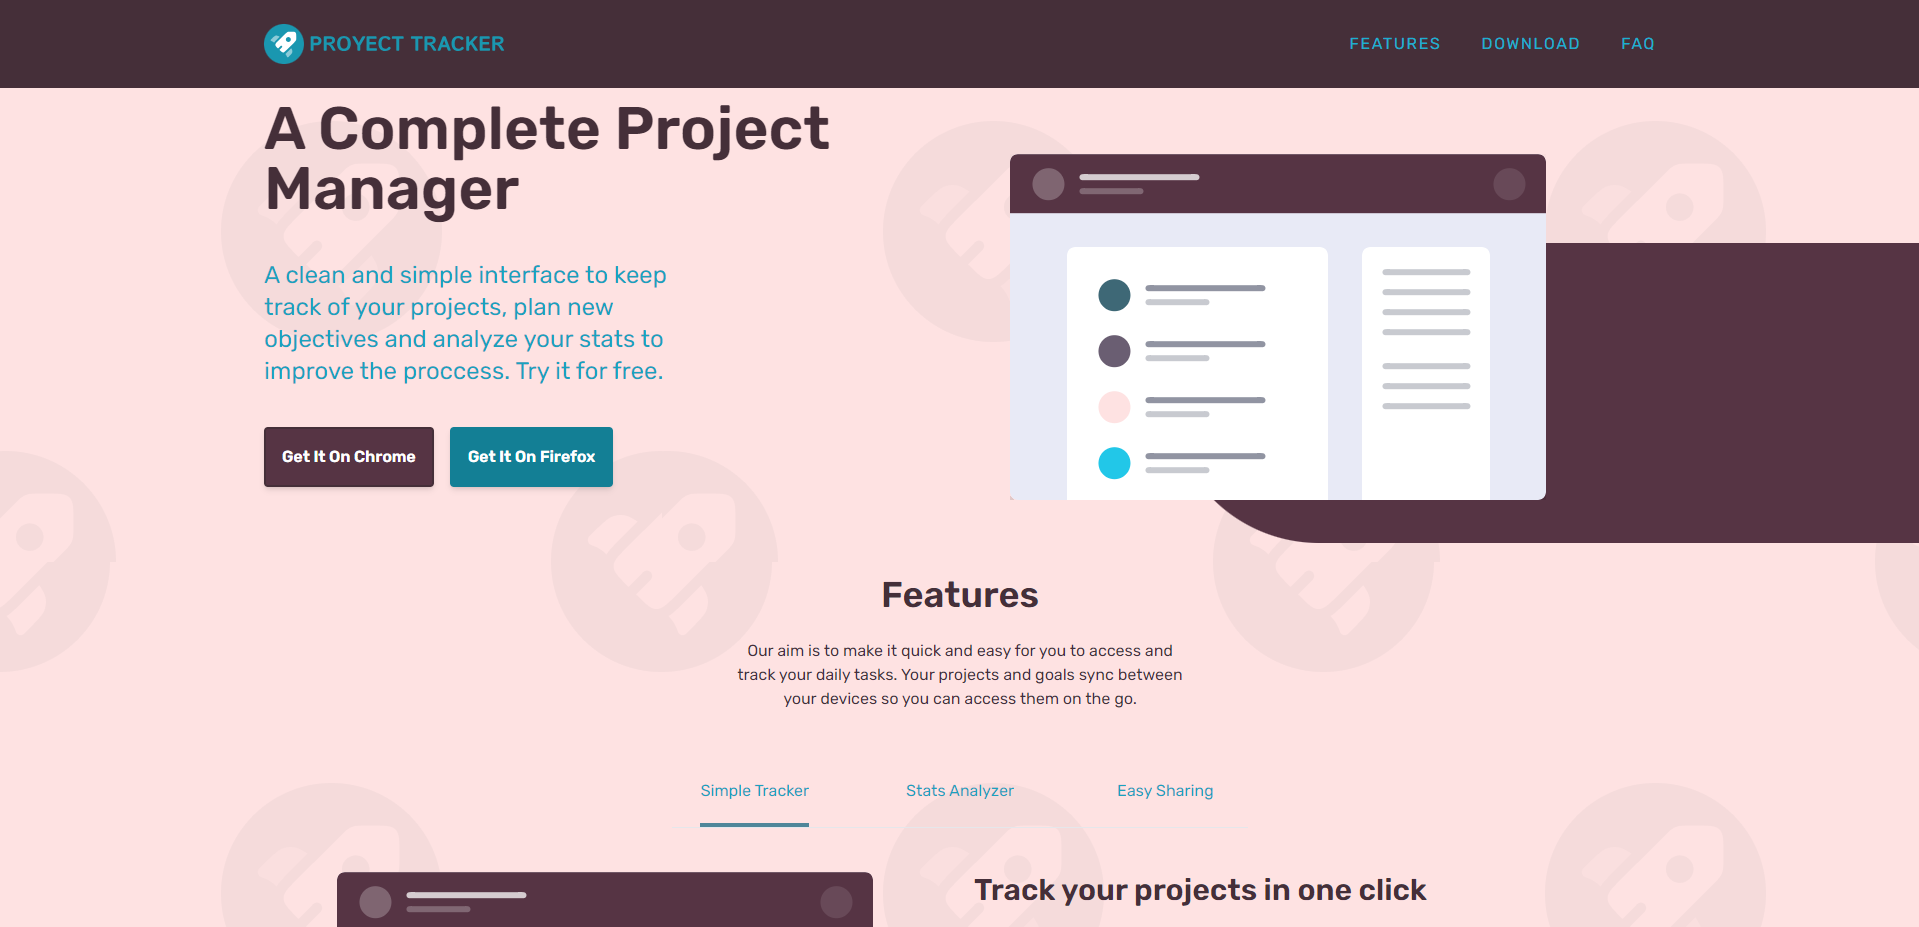 PROYECT TRACKER
FEATURES
DOWNLOAD
FAQ
A Complete Project
Manager
A clean and simple interface to keep
track of your projects, plan new
objectives and analyze your stats to
improve the proccess. Try it for free.
Get It On Chrome
Get It On Firefox
Features
Our aim is to make it quick and easy for you to access and
track your daily tasks. Your projects and goals sync between
your devices so you can access them on the go.
Simple Tracker
Stats Analyzer
Easy Sharing
Track your projects in one click